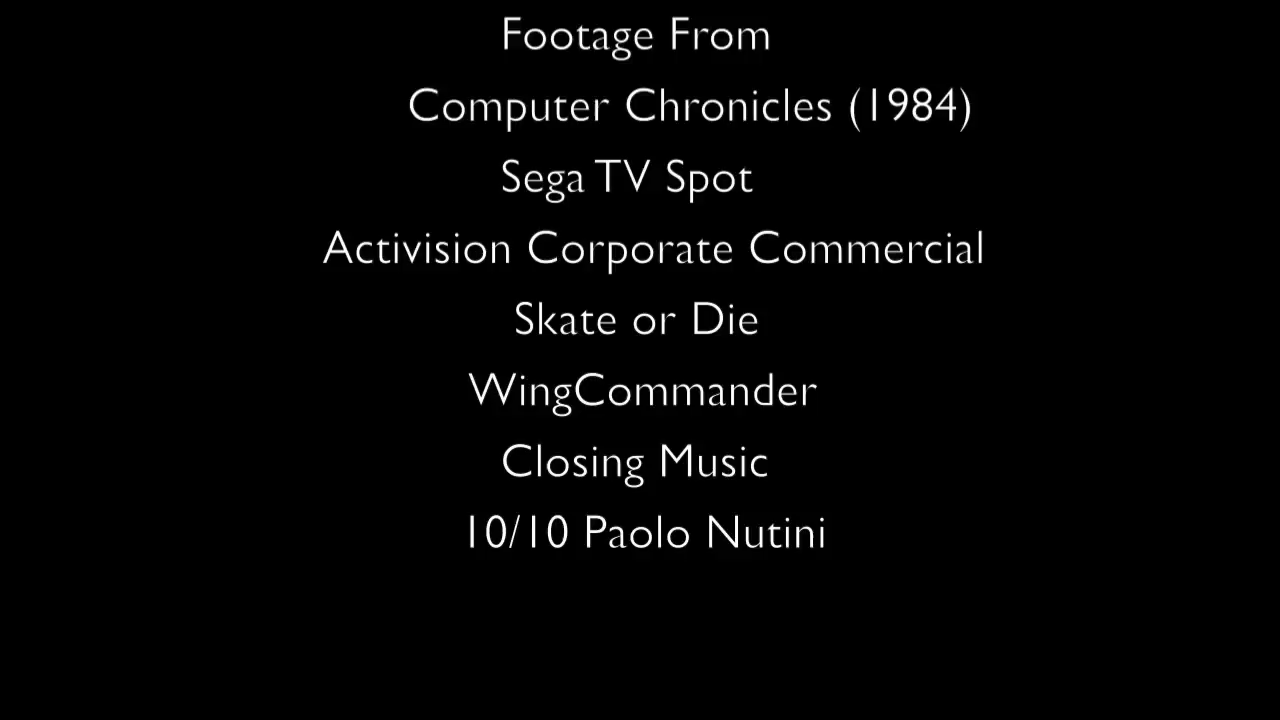 Footage From
Computer Chronicles (1984)
Sega TV Spot
Activision Corporate Commercial
Skate or Die
WingCommander
Closing Music
10/10 Paolo Nutini